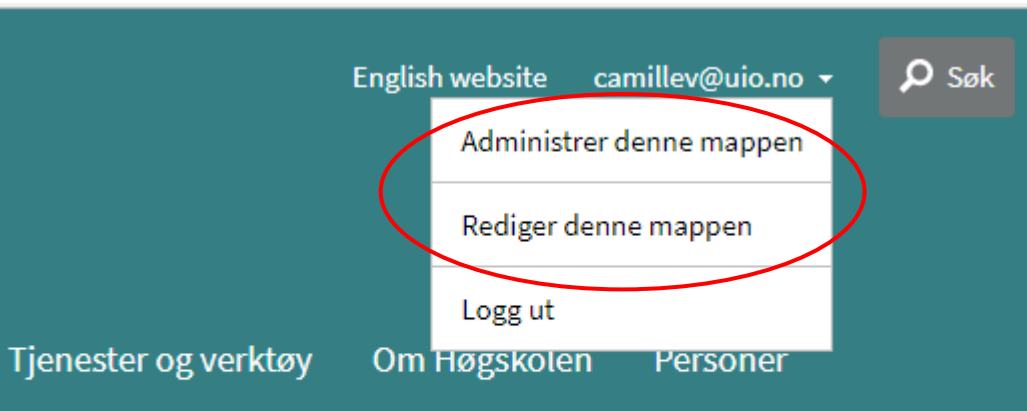 English website camillev@uio.no Søk
Administrer denne mappen
Rediger denne mappen
Logg ut
Tjenester og verktøy Om Høgskolen Personer